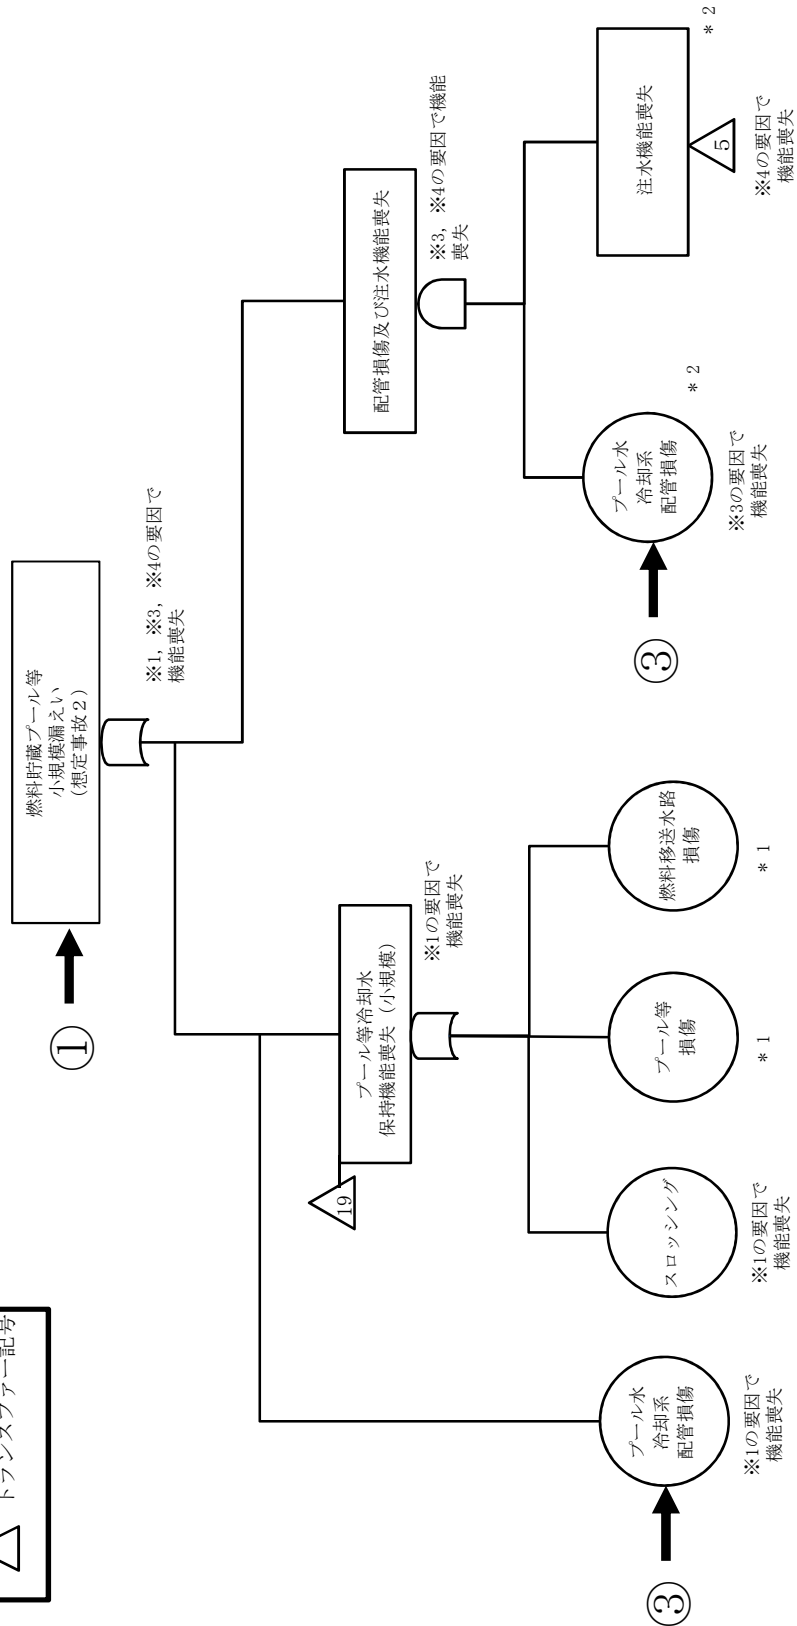 トランスファー記号
①
燃料貯蔵プール等
小規模漏えい
（想定事故２）
※1，※3，※4の要因で
機能喪失
19
プール等冷却水
保持機能喪失（小規模）
※1の要因で
機能喪失
配管損傷及び注水機能喪失
※3，※4の要因で機能
喪失
③
プール水
冷却系
配管損傷
※1の要因で
機能喪失
スロッシング
※1の要因で
機能喪失
プール等
損傷
＊1
燃料移送水路
損傷
＊1
③
プール水
冷却系
配管損傷
＊2
※3の要因で
機能喪失
注水機能喪失
5
＊2
※4の要因で
機能喪失